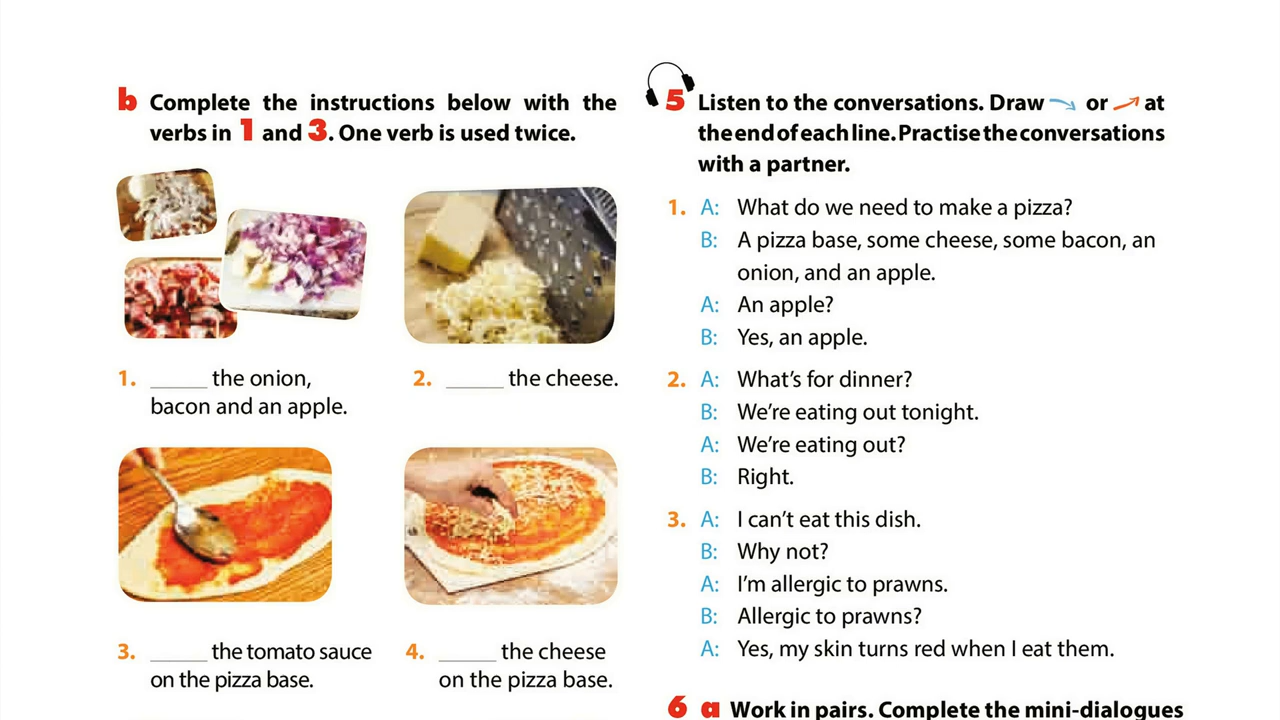 b Complete the instructions below with the
verbs in 1 and 3. One verb is used twice.
1. _____ the onion,
bacon and an apple.
2. _____ the cheese.
3. _____ the tomato sauce
on the pizza base.
4. _____ the cheese
on the pizza base.
5 Listen to the conversations. Draw or at
the end of each line. Practise the conversations
with a partner.
1. A: What do we need to make a pizza?
B: A pizza base, some cheese, some bacon, an
onion, and an apple.
A: An apple?
B: Yes, an apple.
2. A: What’s for dinner?
B: We’re eating out tonight.
A: We’re eating out?
B: Right.
3. A: I can’t eat this dish.
B: Why not?
A: I’m allergic to prawns.
B: Allergic to prawns?
A: Yes, my skin turns red when I eat them.
6 a Work in pairs. Complete the mini-dialogues